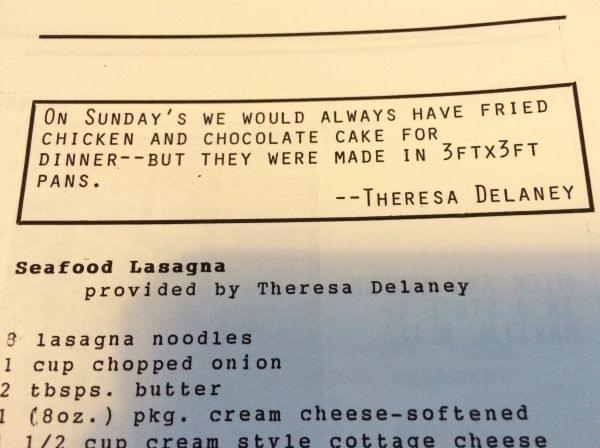 ON SUNDAY'S WE WOULD ALWAYS HAVE FRIED
CHICKEN AND CHOCOLATE CAKE FOR
DINNER--BUT THEY WERE MADE IN 3FTX3FT
PANS.
--THERESA DELANEY
Seafood Lasagna
provided by Theresa Delaney
lasagna noodles
1 cup chopped onion
2 tbsps. butter
1 (8oz.) pkg. cream cheese-softened
1 1/2 cup cream style cottage cheese